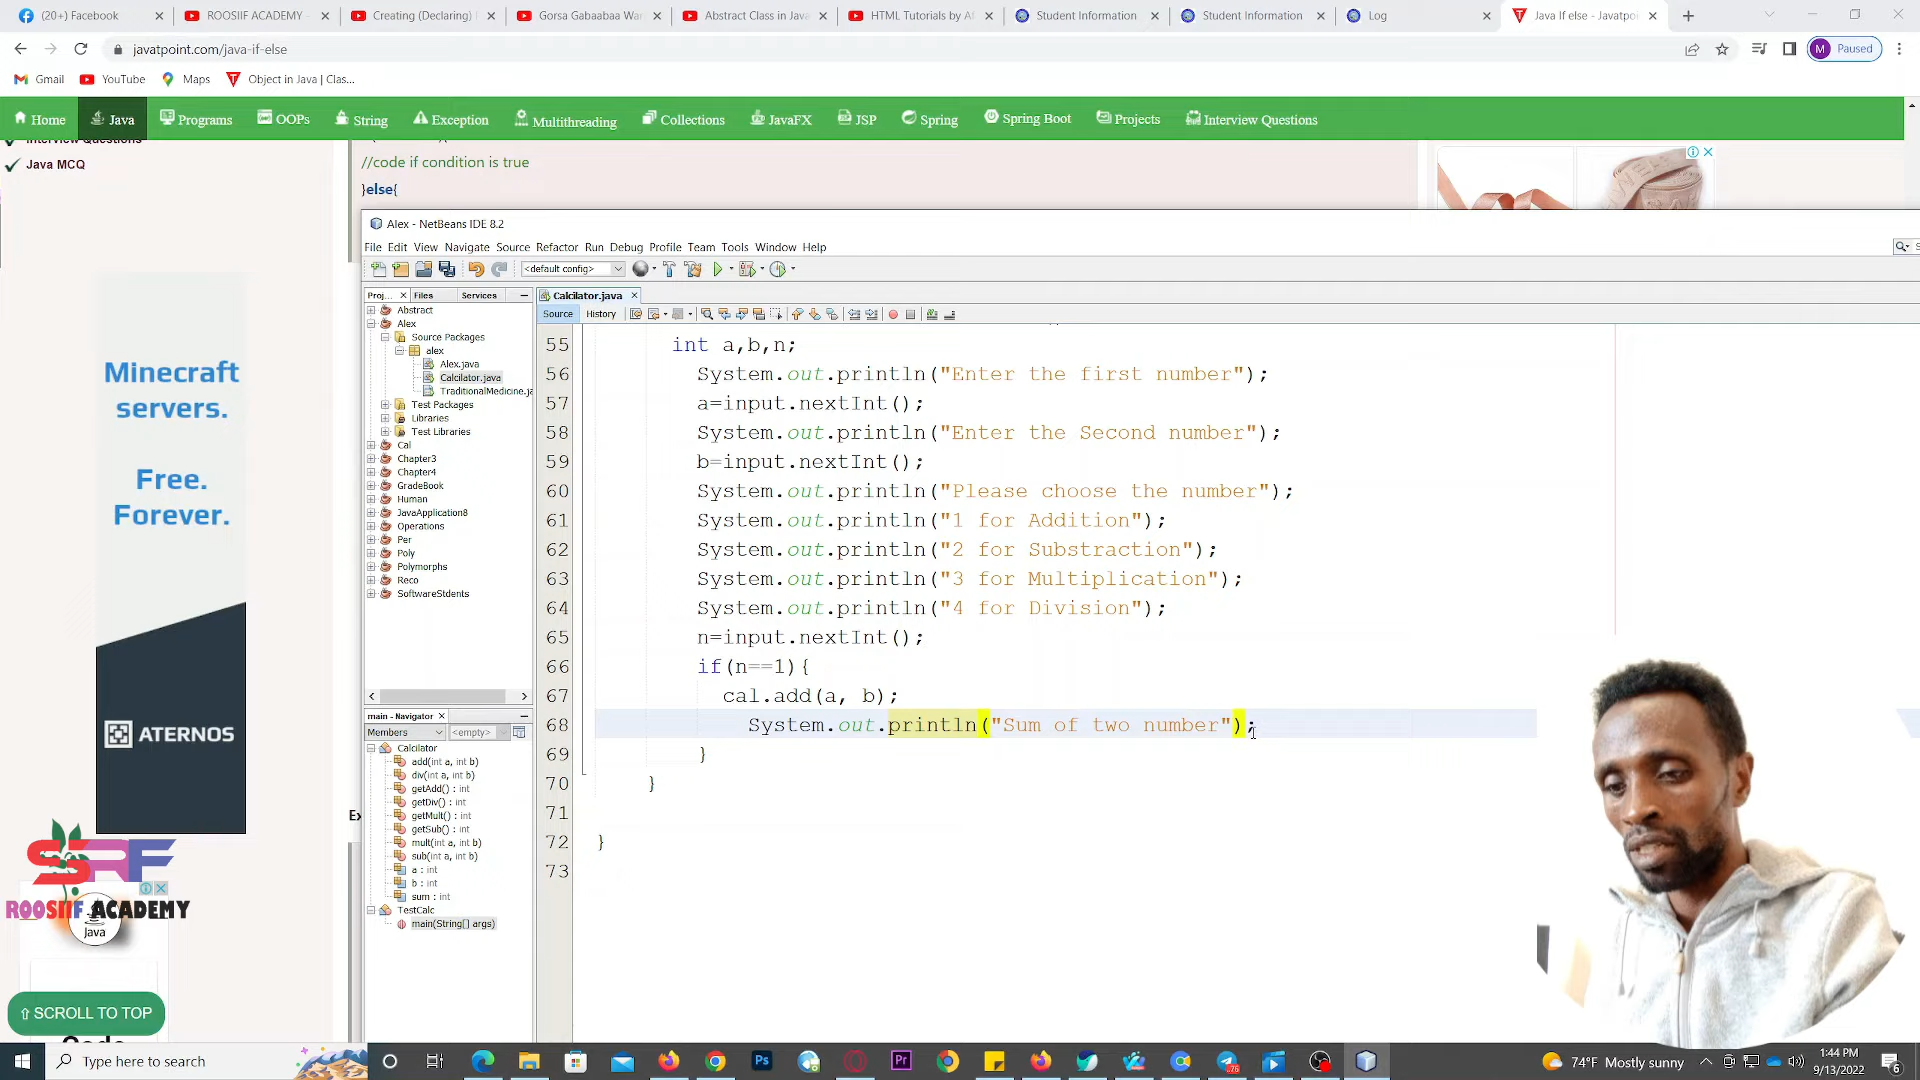 (20+) Facebook
ROOSIIF ACADEMY -
Creating (Declaring)
Gorsa Gabaabaa Wa
Abstract Class in Java
HTML Tutorials by A
Student Information
Student Information
Log
Java If else - Javatpo
javatpoint.com/java-if-else
M
Paused
Gmail
YouTube
Maps
Object in Java | Clas...
Home
Java
Programs
OOPs
String
Exception
Multithreading
Collections
JavaFX
JSP
Spring
Spring Boot
Projects
Interview Questions
Interview Questions
Java MCQ
//code if condition is true
}else{
Alex - NetBeans IDE 8.2
File Edit View Navigate Source Refactor Run Debug Profile Team Tools Window Help
<default config>
Proj...
Files
Services
Calcilator.java
Source
History
Abstract
Alex
Source Packages
alex
Alex.java
Calcilator.java
TraditionalMedicine.ja
Test Packages
Libraries
Test Libraries
Cal
Chapter3
Chapter4
GradeBook
Human
JavaApplication8
Operations
Per
Poly
Polymorphs
Reco
SoftwareStdents
main - Navigator
Members
<empty>
Calcilator
add(int a, int b)
div(int a, int b)
getAdd() : int
getDiv() : int
getMult() : int
getSub() : int
mult(int a, int b)
sub(int a, int b)
a : int
b : int
sum : int
TestCalc
main(String[] args)
55 int a,b,n;
56 System.out.println("Enter the first number");
57 a=input.nextInt();
58 System.out.println("Enter the Second number");
59 b=input.nextInt();
60 System.out.println("Please choose the number");
61 System.out.println("1 for Addition");
62 System.out.println("2 for Substraction");
63 System.out.println("3 for Multiplication");
64 System.out.println("4 for Division");
65 n=input.nextInt();
66 if(n==1){
67 cal.add(a, b);
68 System.out.println("Sum of two number");
69 }
70 }
71
72 }
73
Minecraft
servers.
Free.
Forever.
ATERNOS
SRF
ROOSIIF ACADEMY
Java
Ex
SCROLL TO TOP
Type here to search
Ps
Pr
76
74°F Mostly sunny
1:44 PM
9/13/2022
6